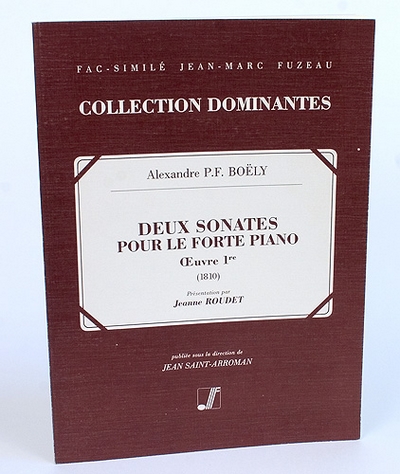 FAC-SIMILÉ JEAN-MARC FUZEAU
COLLECTION DOMINANTES
Alexandre P.F. BOËLY
DEUX SONATES
POUR LE FORTE PIANO
Œuvre 1re
(1810)
Présentation par
Jeanne ROUDET
publiée sous la direction de
JEAN SAINT-ARROMAN